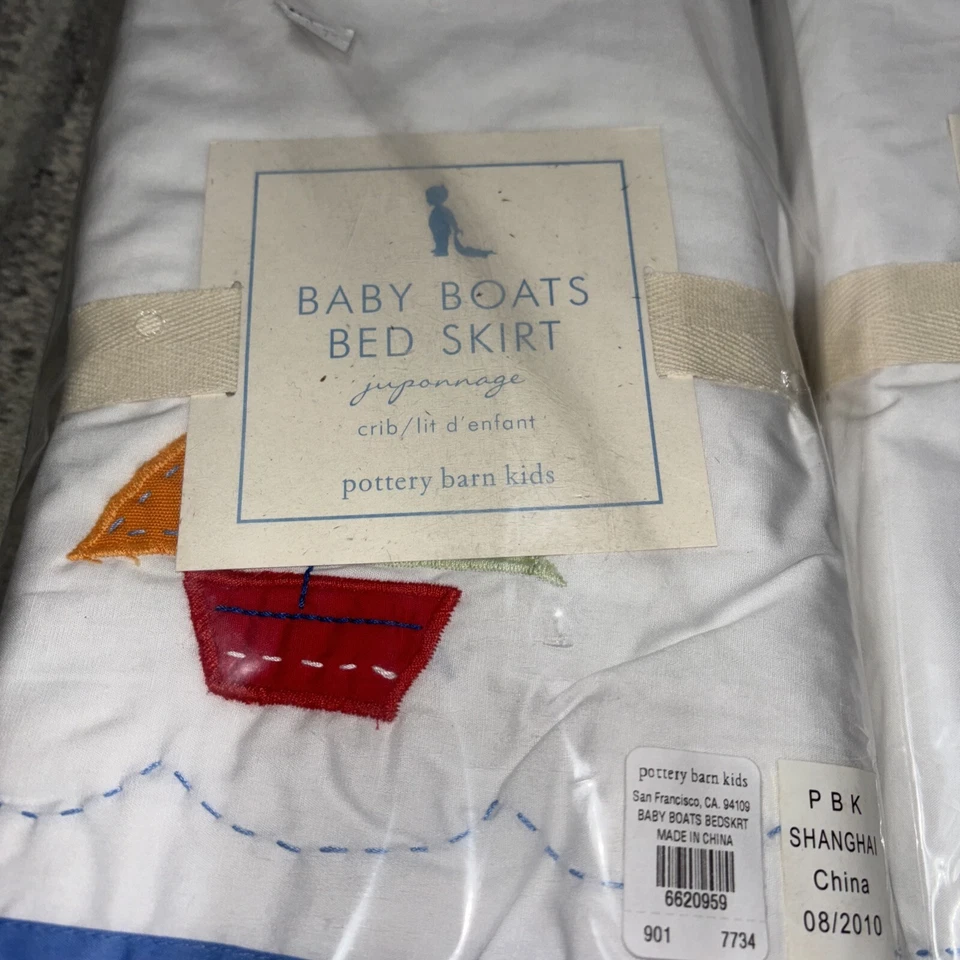 BABY BOATS
BED SKIRT
juponnage
crib/lit d'enfant
pottery barn kids
pottery barn kids
San Francisco, CA. 94109
BABY BOATS BEDSKRT
MADE IN CHINA
6620959
901 7734
P B K
SHANGHAI
China
08/2010